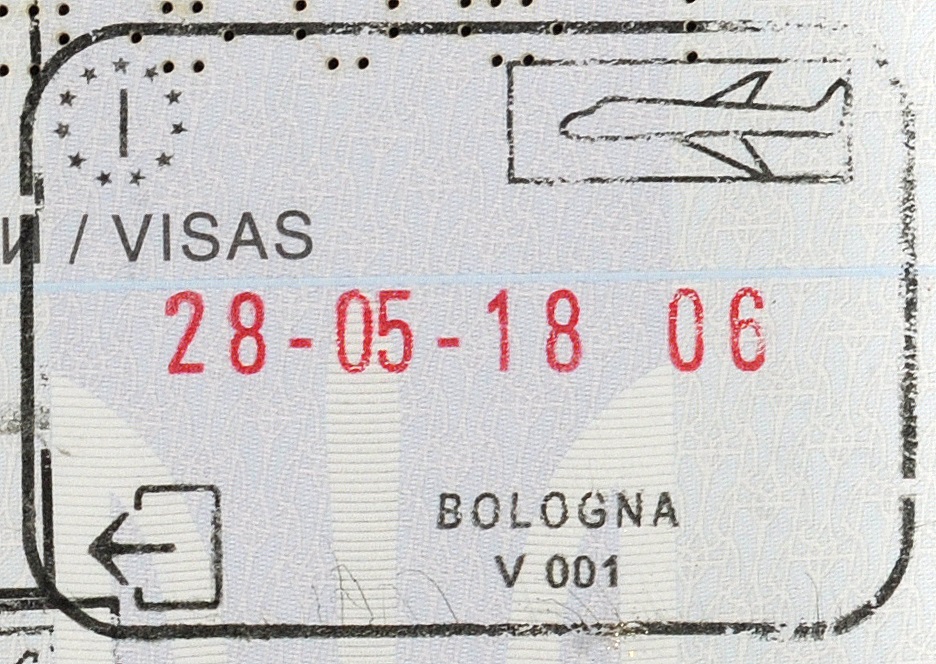 I
И / VISAS
28-05-18 06
BOLOGNA
V 001